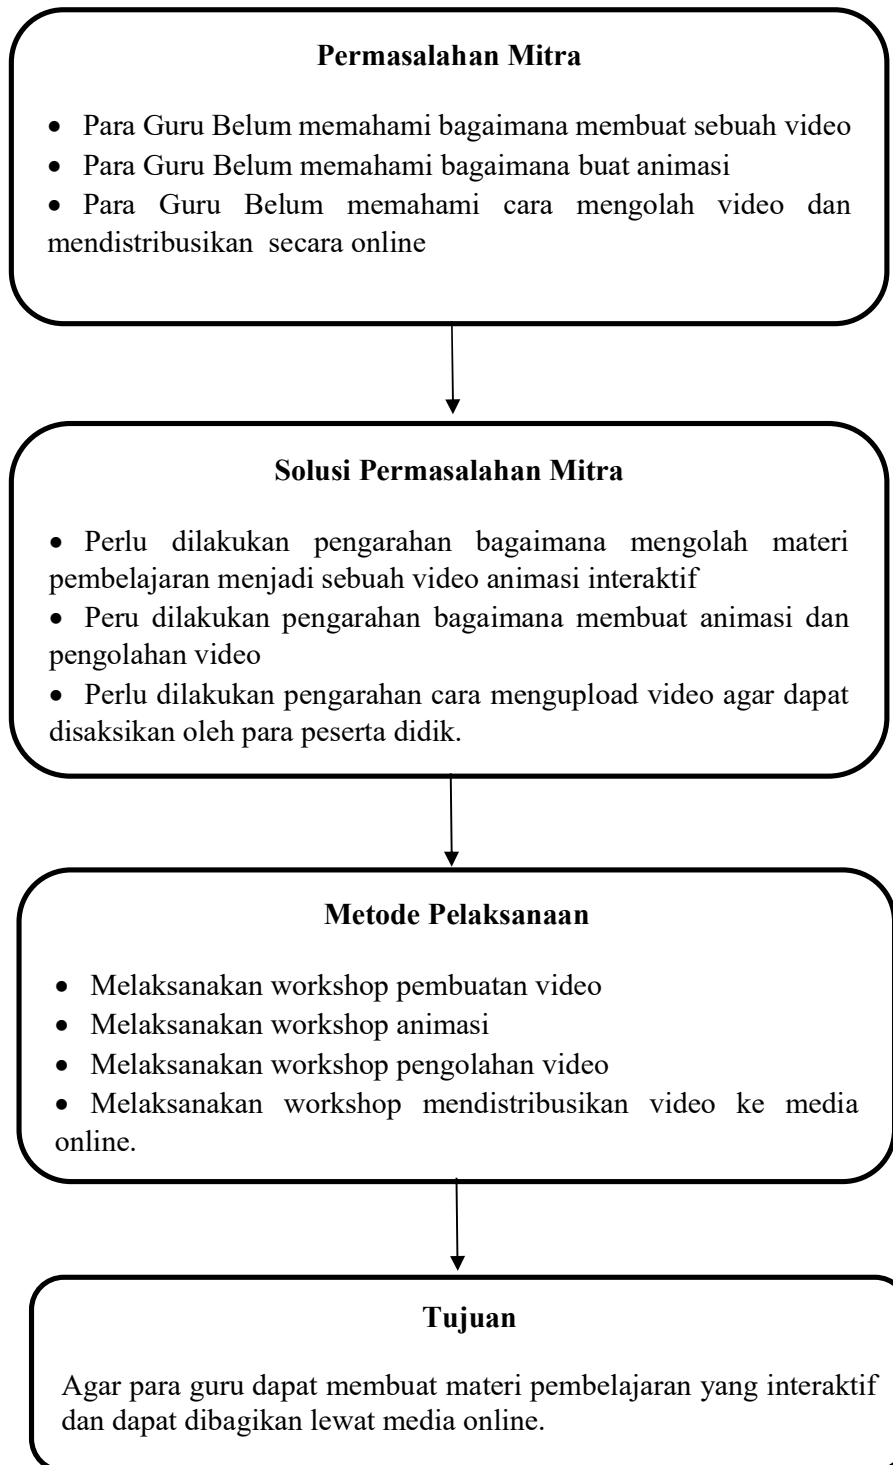 Permasalahan Mitra
• Para Guru Belum memahami bagaimana membuat sebuah video
• Para Guru Belum memahami bagaimana buat animasi
• Para Guru Belum memahami cara mengolah video dan
mendistribusikan secara online
Solusi Permasalahan Mitra
• Perlu dilakukan pengarahan bagaimana mengolah materi
pembelajaran menjadi sebuah video animasi interaktif
• Peru dilakukan pengarahan bagaimana membuat animasi dan
pengolahan video
• Perlu dilakukan pengarahan cara mengupload video agar dapat
disaksikan oleh para peserta didik.
Metode Pelaksanaan
• Melaksanakan workshop pembuatan video
• Melaksanakan workshop animasi
• Melaksanakan workshop pengolahan video
• Melaksanakan workshop mendistribusikan video ke media
online.
Tujuan
Agar para guru dapat membuat materi pembelajaran yang interaktif
dan dapat dibagikan lewat media online.